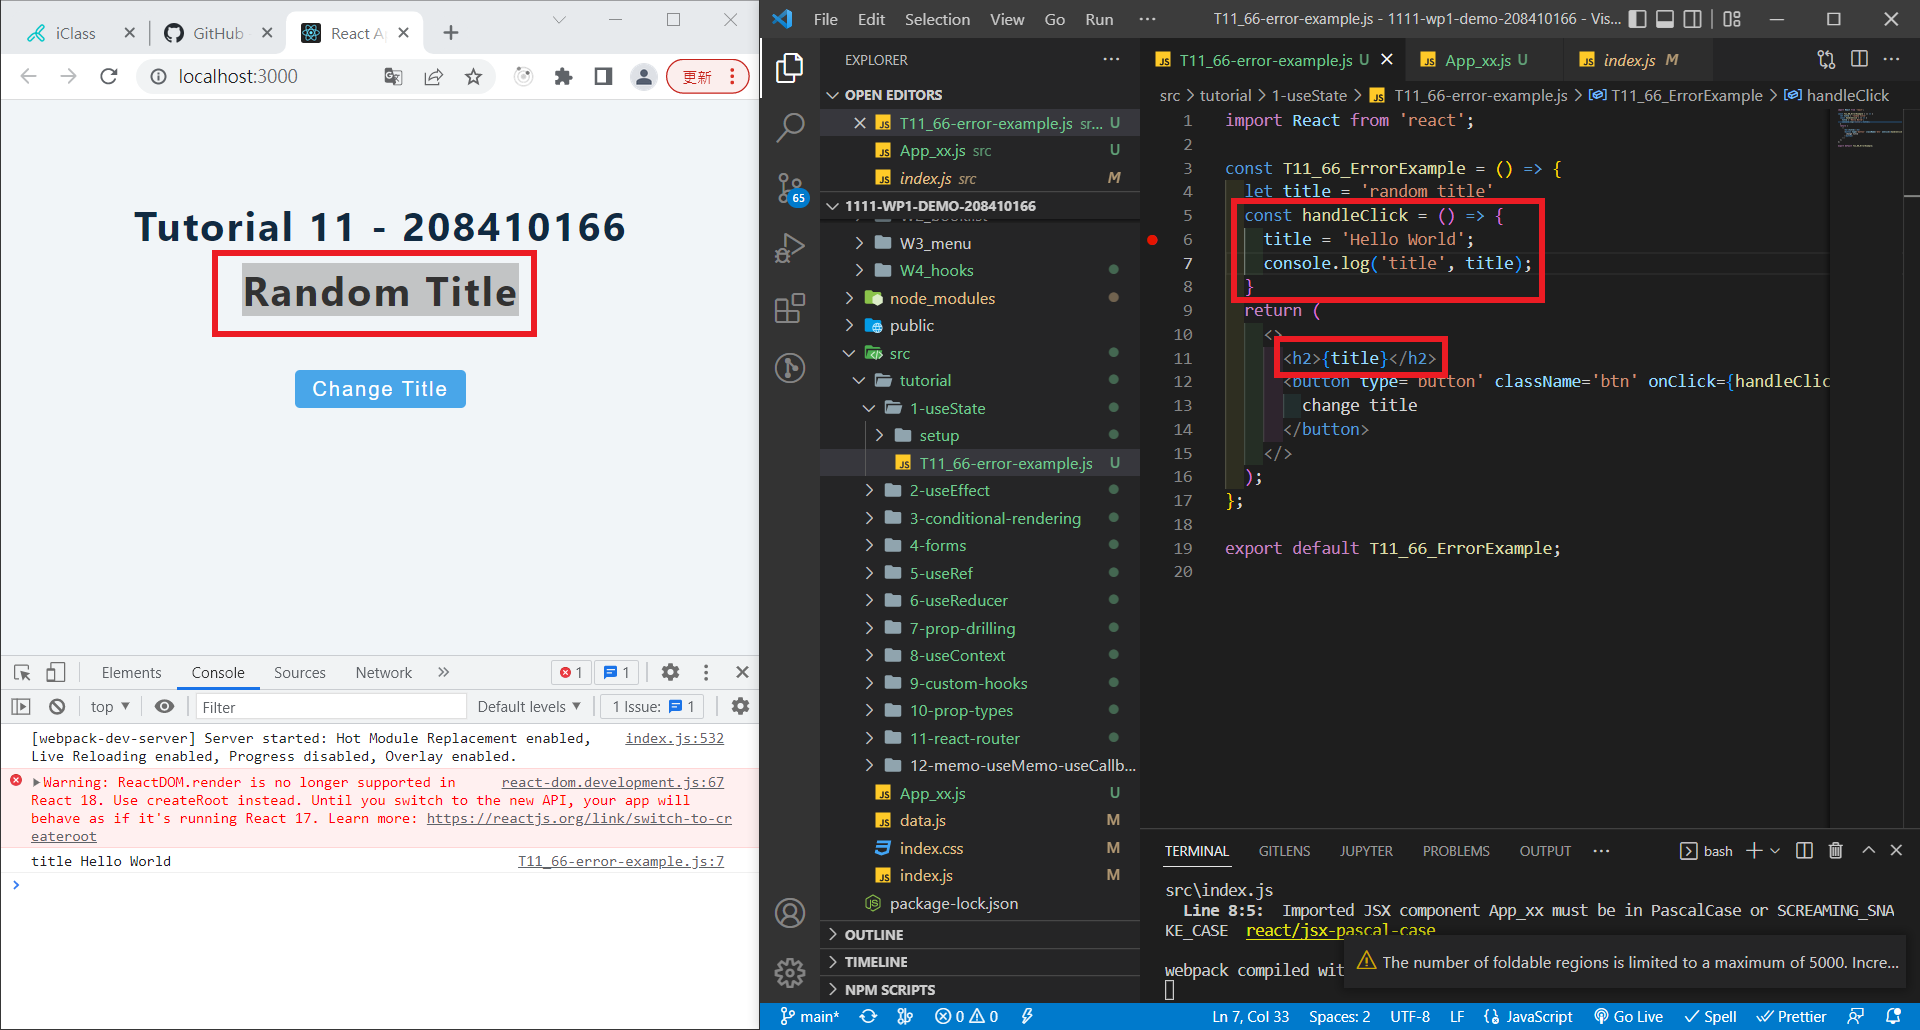 iClass
GitHub
React A
localhost:3000
更新
Tutorial 11 - 208410166
Random Title
Change Title
Elements
Console
Sources
Network
1
1
top
Filter
Default levels
1 Issue:
1
[webpack-dev-server] Server started: Hot Module Replacement enabled,
index.js:532
Live Reloading enabled, Progress disabled, Overlay enabled.
Warning: ReactDOM.render is no longer supported in
react-dom.development.js:67
React 18. Use createRoot instead. Until you switch to the new API, your app will
behave as if it's running React 17. Learn more: https://reactjs.org/link/switch-to-cr
eateroot
title Hello World
T11_66-error-example.js:7
File Edit Selection View Go Run ···
T11_66-error-example.js - 1111-wp1-demo-208410166 - Vis...
EXPLORER
OPEN EDITORS
T11_66-error-example.js sr... U
App_xx.js src U
index.js src M
1111-WP1-DEMO-208410166
W2_booklist
W3_menu
W4_hooks
node_modules
public
src
tutorial
1-useState
setup
T11_66-error-example.js U
2-useEffect
3-conditional-rendering
4-forms
5-useRef
6-useReducer
7-prop-drilling
8-useContext
9-custom-hooks
10-prop-types
11-react-router
12-memo-useMemo-useCallb...
App_xx.js U
data.js M
index.css M
index.js M
package-lock.json
OUTLINE
TIMELINE
NPM SCRIPTS
65
T11_66-error-example.js U
App_xx.js U
index.js M
src > tutorial > 1-useState > T11_66-error-example.js > T11_66_ErrorExample > handleClick
1 import React from 'react';
2
3 const T11_66_ErrorExample = () => {
4 let title = 'random title'
5 const handleClick = () => {
6 title = 'Hello World';
7 console.log('title', title);
8 }
9 return (
10 <>
11 <h2>{title}</h2>
12 <button type='button' className='btn' onClick={handleClic
13 change title
14 </button>
15 </>
16 );
17 };
18
19 export default T11_66_ErrorExample;
20
TERMINAL GITLENS JUPYTER PROBLEMS OUTPUT ···
bash
src\index.js
Line 8:5: Imported JSX component App_xx must be in PascalCase or SCREAMING_SNA
KE_CASE react/jsx-pascal-case
webpack compiled wit
The number of foldable regions is limited to a maximum of 5000. Incre...
main* 0 0
Ln 7, Col 33 Spaces: 2 UTF-8 LF JavaScript Go Live Spell Prettier